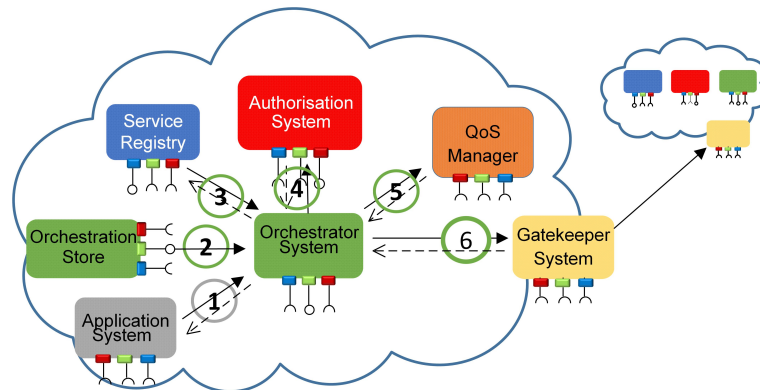 Authorisation
System
Service
Registry
QoS
Manager
3
4
5
Orchestration
Store
2
Orchestrator
System
6
Gatekeeper
System
1
Application
System